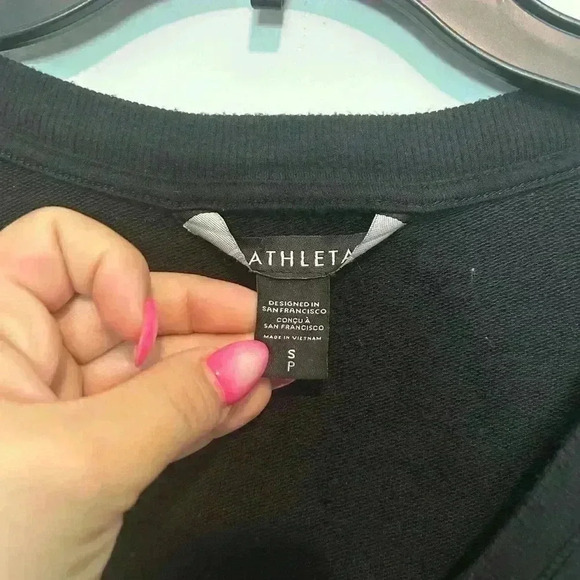 ATHLETA
DESIGNED IN
SAN FRANCISCO
CONÇU À
SAN FRANCISCO
MADE IN VIETNAM
S
P